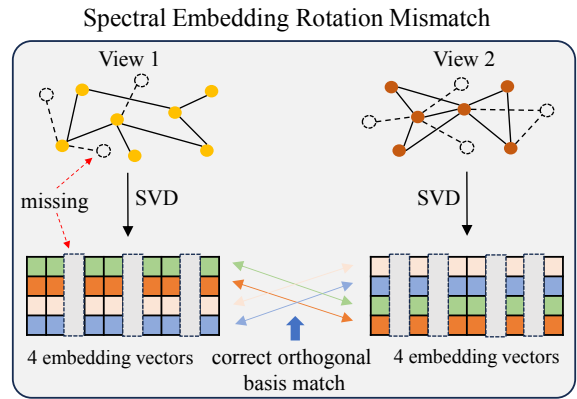 Spectral Embedding Rotation Mismatch
View 1
View 2
missing
SVD
SVD
4 embedding vectors
correct orthogonal
basis match
4 embedding vectors